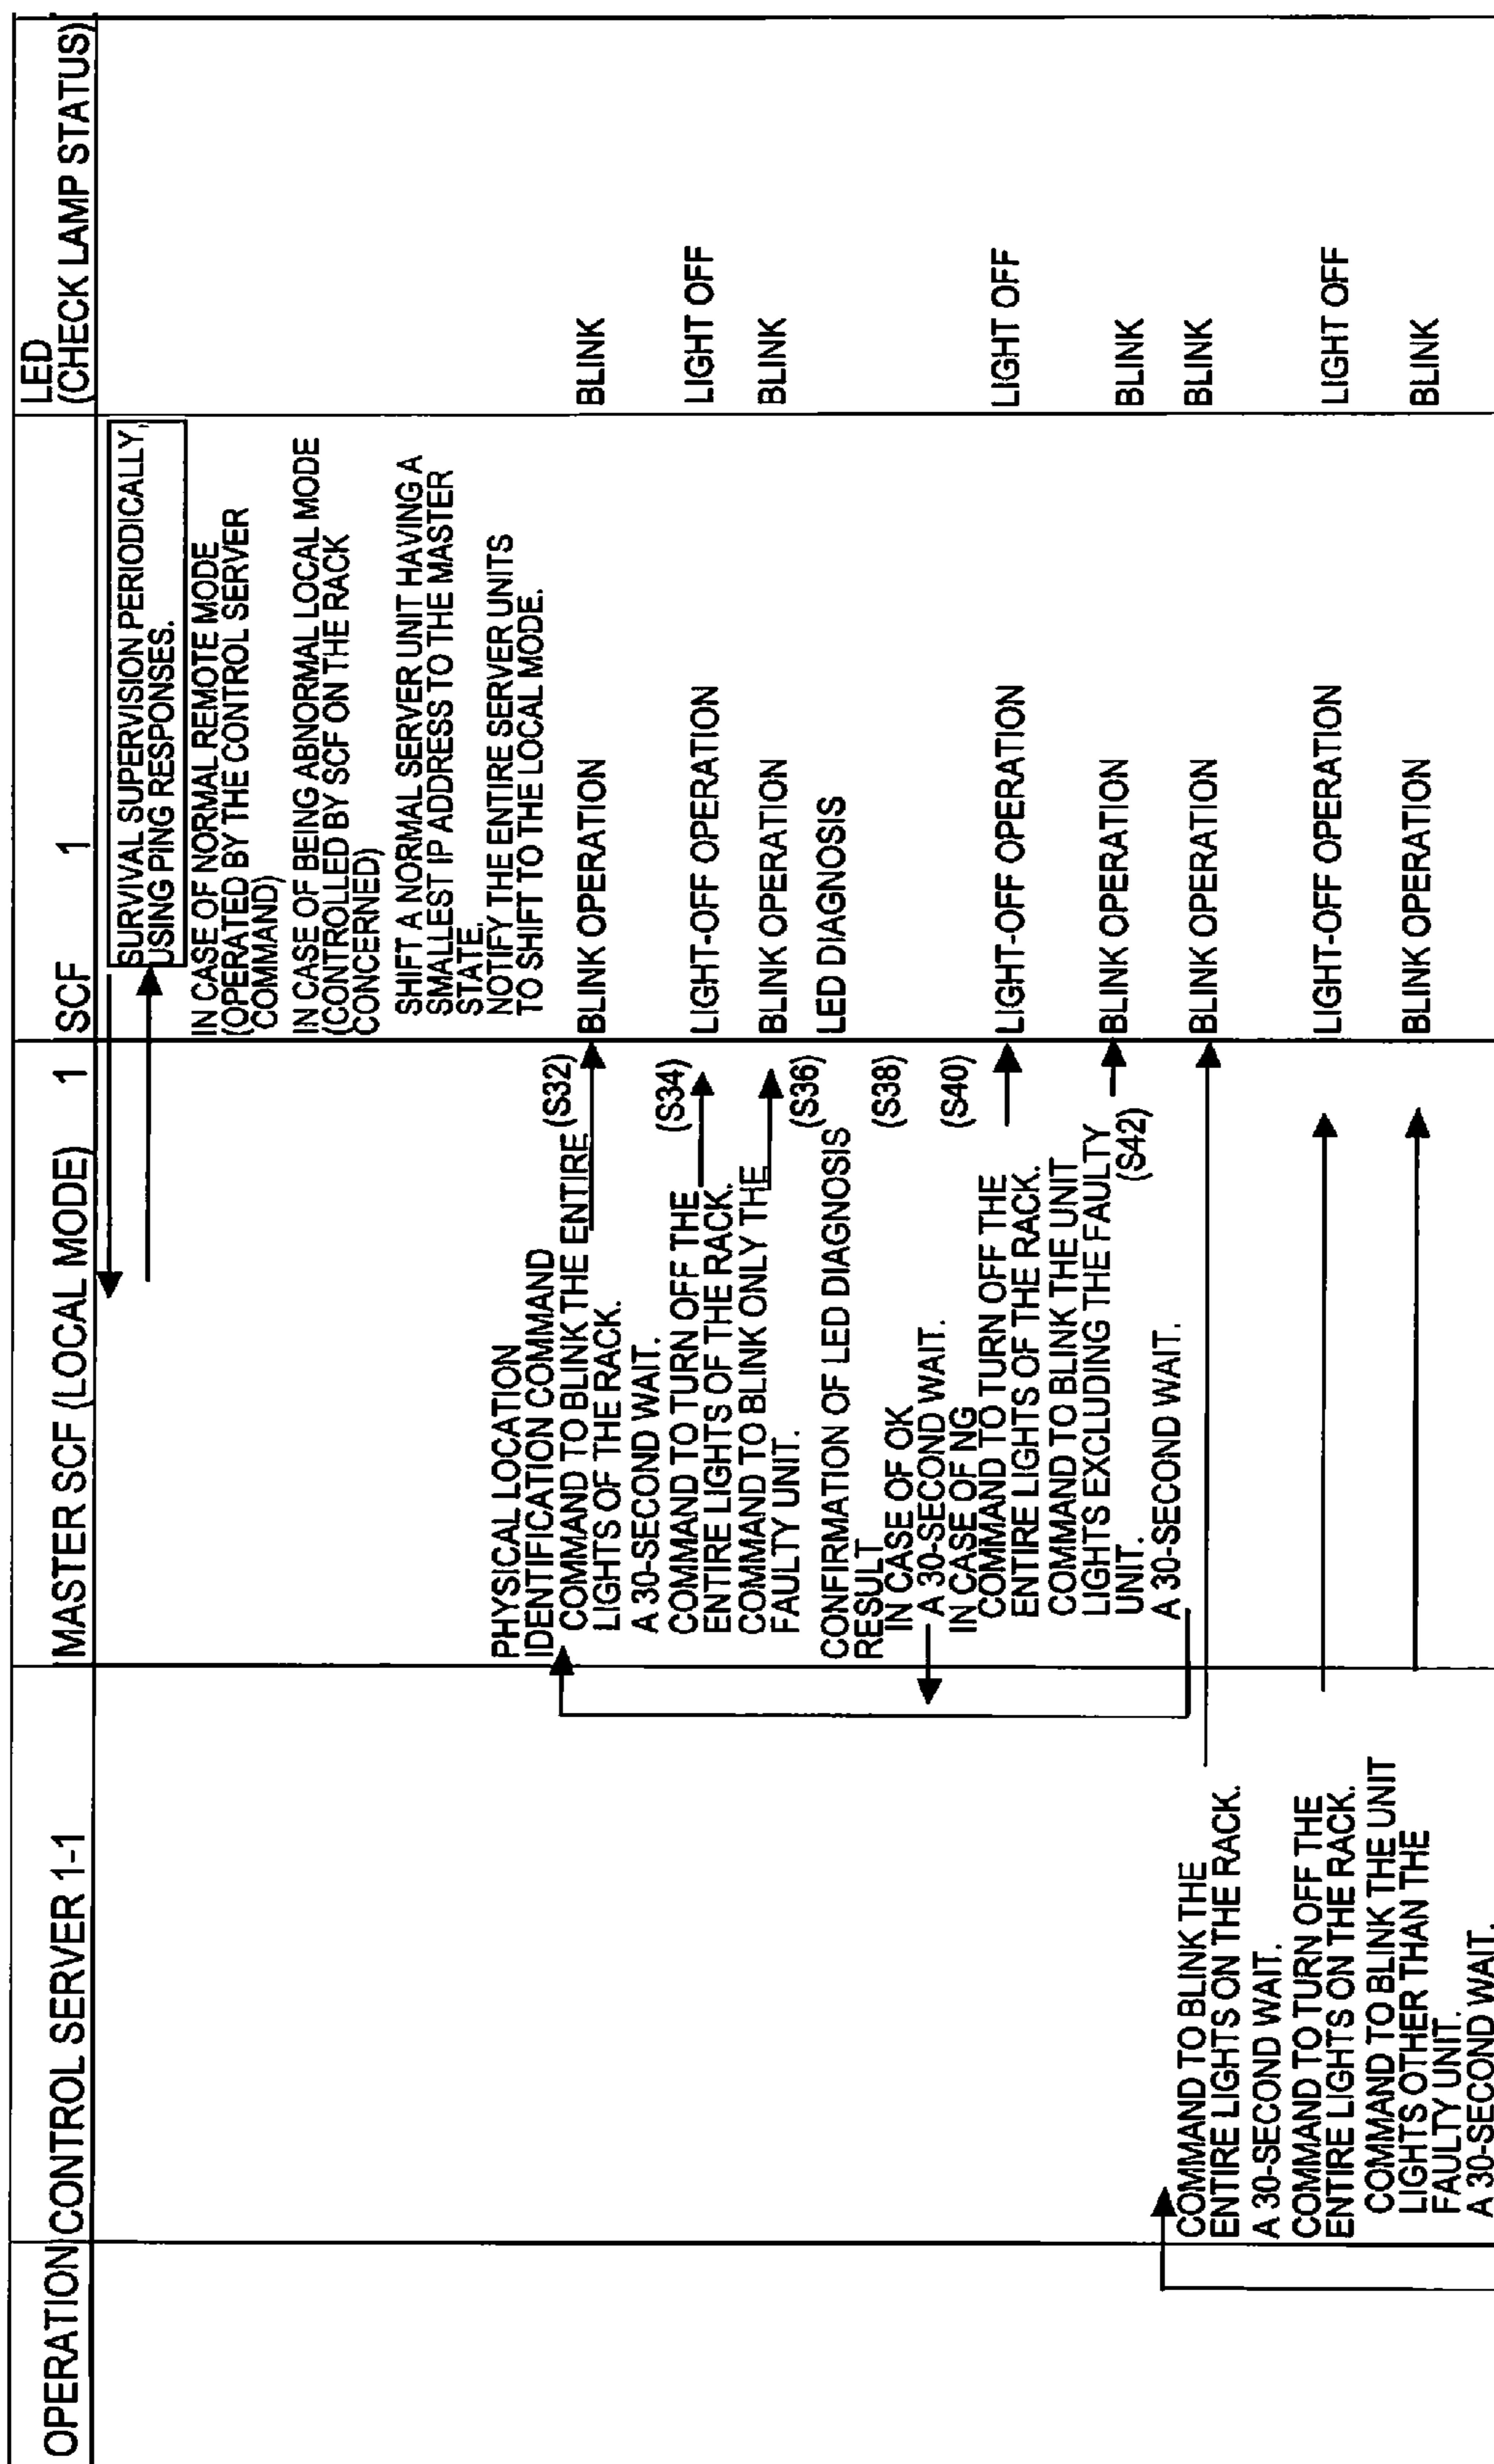 OPERATION
CONTROL SERVER 1-1
MASTER SCF (LOCAL MODE) 1
SCF 1
LED
(CHECK LAMP STATUS)
SURVIVAL SUPERVISION PERIODICALLY,
USING PING RESPONSES.
IN CASE OF NORMAL REMOTE MODE
(OPERATED BY THE CONTROL SERVER
COMMAND)
IN CASE OF BEING ABNORMAL LOCAL MODE
(CONTROLLED BY SCF ON THE RACK
CONCERNED)
SHIFT A NORMAL SERVER UNIT HAVING A
SMALLEST IP ADDRESS TO THE MASTER
STATE.
NOTIFY THE ENTIRE SERVER UNITS
TO SHIFT TO THE LOCAL MODE.
PHYSICAL LOCATION
IDENTIFICATION COMMAND
COMMAND TO BLINK THE ENTIRE
LIGHTS OF THE RACK.
(S32)
BLINK OPERATION
BLINK
A 30-SECOND WAIT.
COMMAND TO TURN OFF THE
ENTIRE LIGHTS OF THE RACK.
(S34)
LIGHT-OFF OPERATION
LIGHT OFF
COMMAND TO BLINK ONLY THE
FAULTY UNIT.
BLINK OPERATION
BLINK
(S36)
CONFIRMATION OF LED DIAGNOSIS
RESULT
LED DIAGNOSIS
(S38)
IN CASE OF OK
A 30-SECOND WAIT.
(S40)
IN CASE OF NG
COMMAND TO TURN OFF THE
ENTIRE LIGHTS OF THE RACK.
LIGHT-OFF OPERATION
LIGHT OFF
COMMAND TO BLINK THE UNIT
LIGHTS EXCLUDING THE FAULTY
UNIT.
(S42)
BLINK OPERATION
BLINK
A 30-SECOND WAIT.
COMMAND TO BLINK THE
ENTIRE LIGHTS ON THE RACK.
BLINK OPERATION
BLINK
A 30-SECOND WAIT.
COMMAND TO TURN OFF THE
ENTIRE LIGHTS ON THE RACK.
LIGHT-OFF OPERATION
LIGHT OFF
COMMAND TO BLINK THE UNIT
LIGHTS OTHER THAN THE
FAULTY UNIT.
BLINK OPERATION
BLINK
A 30-SECOND WAIT.